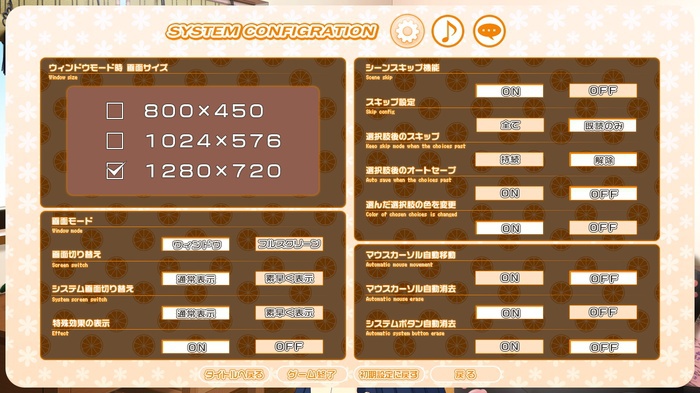 SYSTEM CONFIGRATION
ウィンドウモード時 画面サイズ
Window size
800×450
1024×576
1280×720
画面モード
Window mode
ウィンドウ フルスクリーン
画面切り替え
Screen switch
通常表示 素早く表示
システム画面切り替え
System screen switch
通常表示 素早く表示
特殊効果の表示
Effect
ON OFF
シーンスキップ機能
Scene skip
ON OFF
スキップ設定
Skip config
全て 既読のみ
選択肢後のスキップ
Keep skip mode when the choices past
持続 解除
選択肢後のオートセーブ
Auto save when the choices past
ON OFF
選んだ選択肢の色を変更
Color of chosen choices is changed
ON OFF
マウスカーソル自動移動
Automatic mouse movement
ON OFF
マウスカーソル自動消去
Automatic mouse erase
ON OFF
システムボタン自動消去
Automatic system button erase
ON OFF
タイトルへ戻る ゲーム終了 初期設定に戻す 戻る